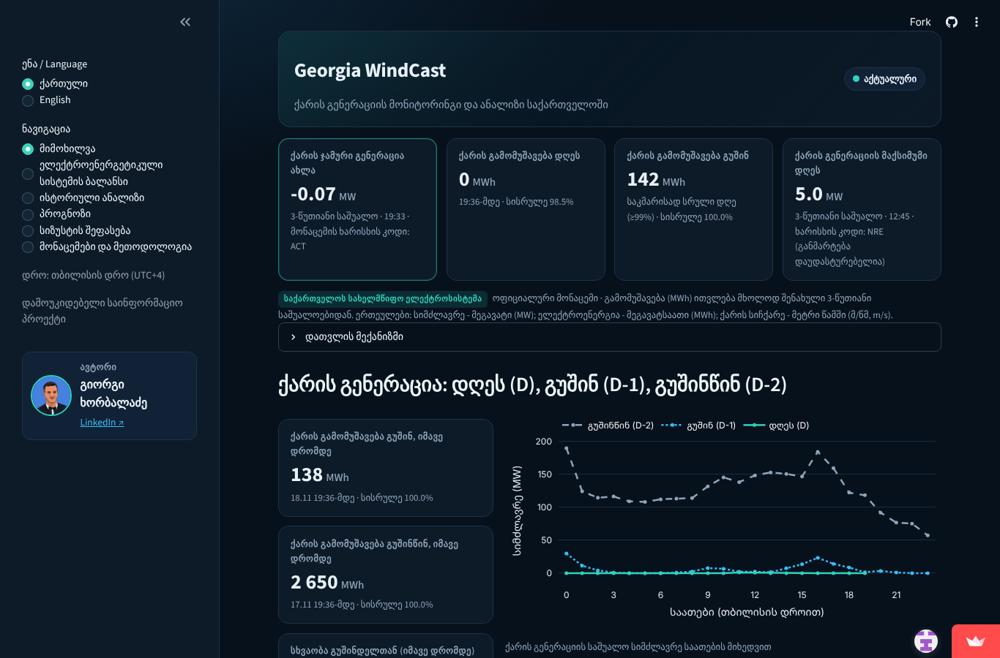 Fork
ენა / Language
ქართული
English
ნავიგაცია
მიმოხილვა
ელექტროენერგეტიკული
სისტემის ბალანსი
ისტორიული ანალიზი
პროგნოზი
სიზუსტის შეფასება
მონაცემები და მეთოდოლოგია
დრო: თბილისის დრო (UTC+4)
დამოუკიდებელი საინფორმაციო
პროექტი
ავტორი
გიორგი
ხორბალაძე
LinkedIn ↗
Georgia WindCast
ქარის გენერაციის მონიტორინგი და ანალიზი საქართველოში
აქტუალური
ქარის ჯამური გენერაცია
ახლა
-0.07 MW
3-წუთიანი საშუალო · 19:33 ·
მონაცემის ხარისხის კოდი:
ACT
ქარის გამომუშავება დღეს
0 MWh
19:36-მდე · სისრულე 98.5%
ქარის გამომუშავება გუშინ
142 MWh
საკმარისად სრული დღე
(≥99%) · სისრულე 100.0%
ქარის გენერაციის მაქსიმუმი
დღეს
5.0 MW
3-წუთიანი საშუალო · 12:45 ·
ხარისხის კოდი: NRE
(განმარტება
დაუდასტურებელია)
საქართველოს სახელმწიფო ელექტროსისტემა ოფიციალური მონაცემი · გამომუშავება (MWh) ითვლება მხოლოდ შენახული 3-წუთიანი
საშუალოებიდან. ერთეულები: სიმძლავრე - მეგავატი (MW); ელექტროენერგია - მეგავატსაათი (MWh); ქარის სიჩქარე - მეტრი წამში (მ/წმ, m/s).
დათვლის მექანიზმი
ქარის გენერაცია: დღეს (D), გუშინ (D-1), გუშინწინ (D-2)
ქარის გამომუშავება გუშინ, იმავე
დრომდე
138 MWh
18.11 19:36-მდე · სისრულე 100.0%
ქარის გამომუშავება გუშინწინ, იმავე
დრომდე
2 650 MWh
17.11 19:36-მდე · სისრულე 100.0%
სხვაობა გუშინდელთან (იმავე დრომდე)
გუშინწინ (D-2) გუშინ (D-1) დღეს (D)
სიმძლავრე (MW)
200
150
100
50
0
0 3 6 9 12 15 18 21
საათები (თბილისის დროით)
ქარის გენერაციის საშუალო სიმძლავრე საათების მიხედვით